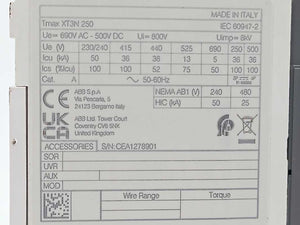 MADE IN ITALY
Tmax XT3N 250 IEC 60947-2
Ue= 690V AC - 500V DC Ui= 800V Uimp= 8kV
Ue (V) 230/240 415 440 525 690 250 500
Icu (kA) 50 36 36 13 5 36 36
Ics (%Icu) 100 100 75 50 100 100
Cat. A ~ 50-60Hz
ABB S.p.A
Via Pescaria, 5
24123 Bergamo Italy
NEMA AB1 (V) 240 480
HIC (kA) 50 25
UK
CA
ABB Ltd. Tower Court
Coventry CV6 5NX
United Kingdom
ACCESSORIES S/N:CEA1278901
SOR
UVR
AUX
MOD
Wire Range Torque